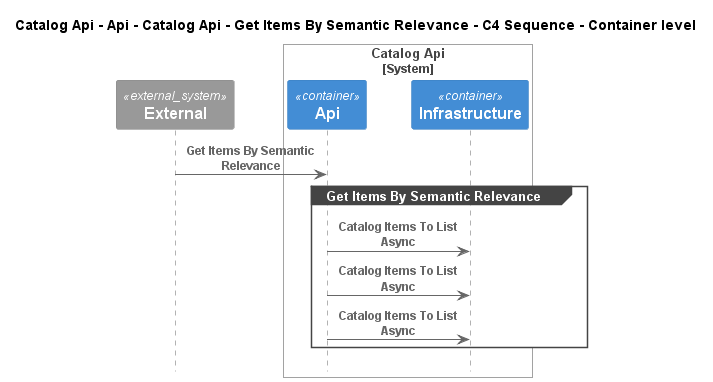 Catalog Api - Api - Catalog Api - Get Items By Semantic Relevance - C4 Sequence - Container level
Catalog Api
[System]
«external_system»
External
«container»
Api
«container»
Infrastructure
Get Items By Semantic
Relevance
Get Items By Semantic Relevance
Catalog Items To List
Async
Catalog Items To List
Async
Catalog Items To List
Async